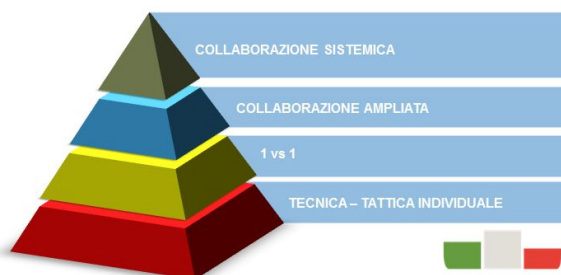 COLLABORAZIONE SISTEMICA
COLLABORAZIONE AMPLIATA
1 vs 1
TECNICA – TATTICA INDIVIDUALE